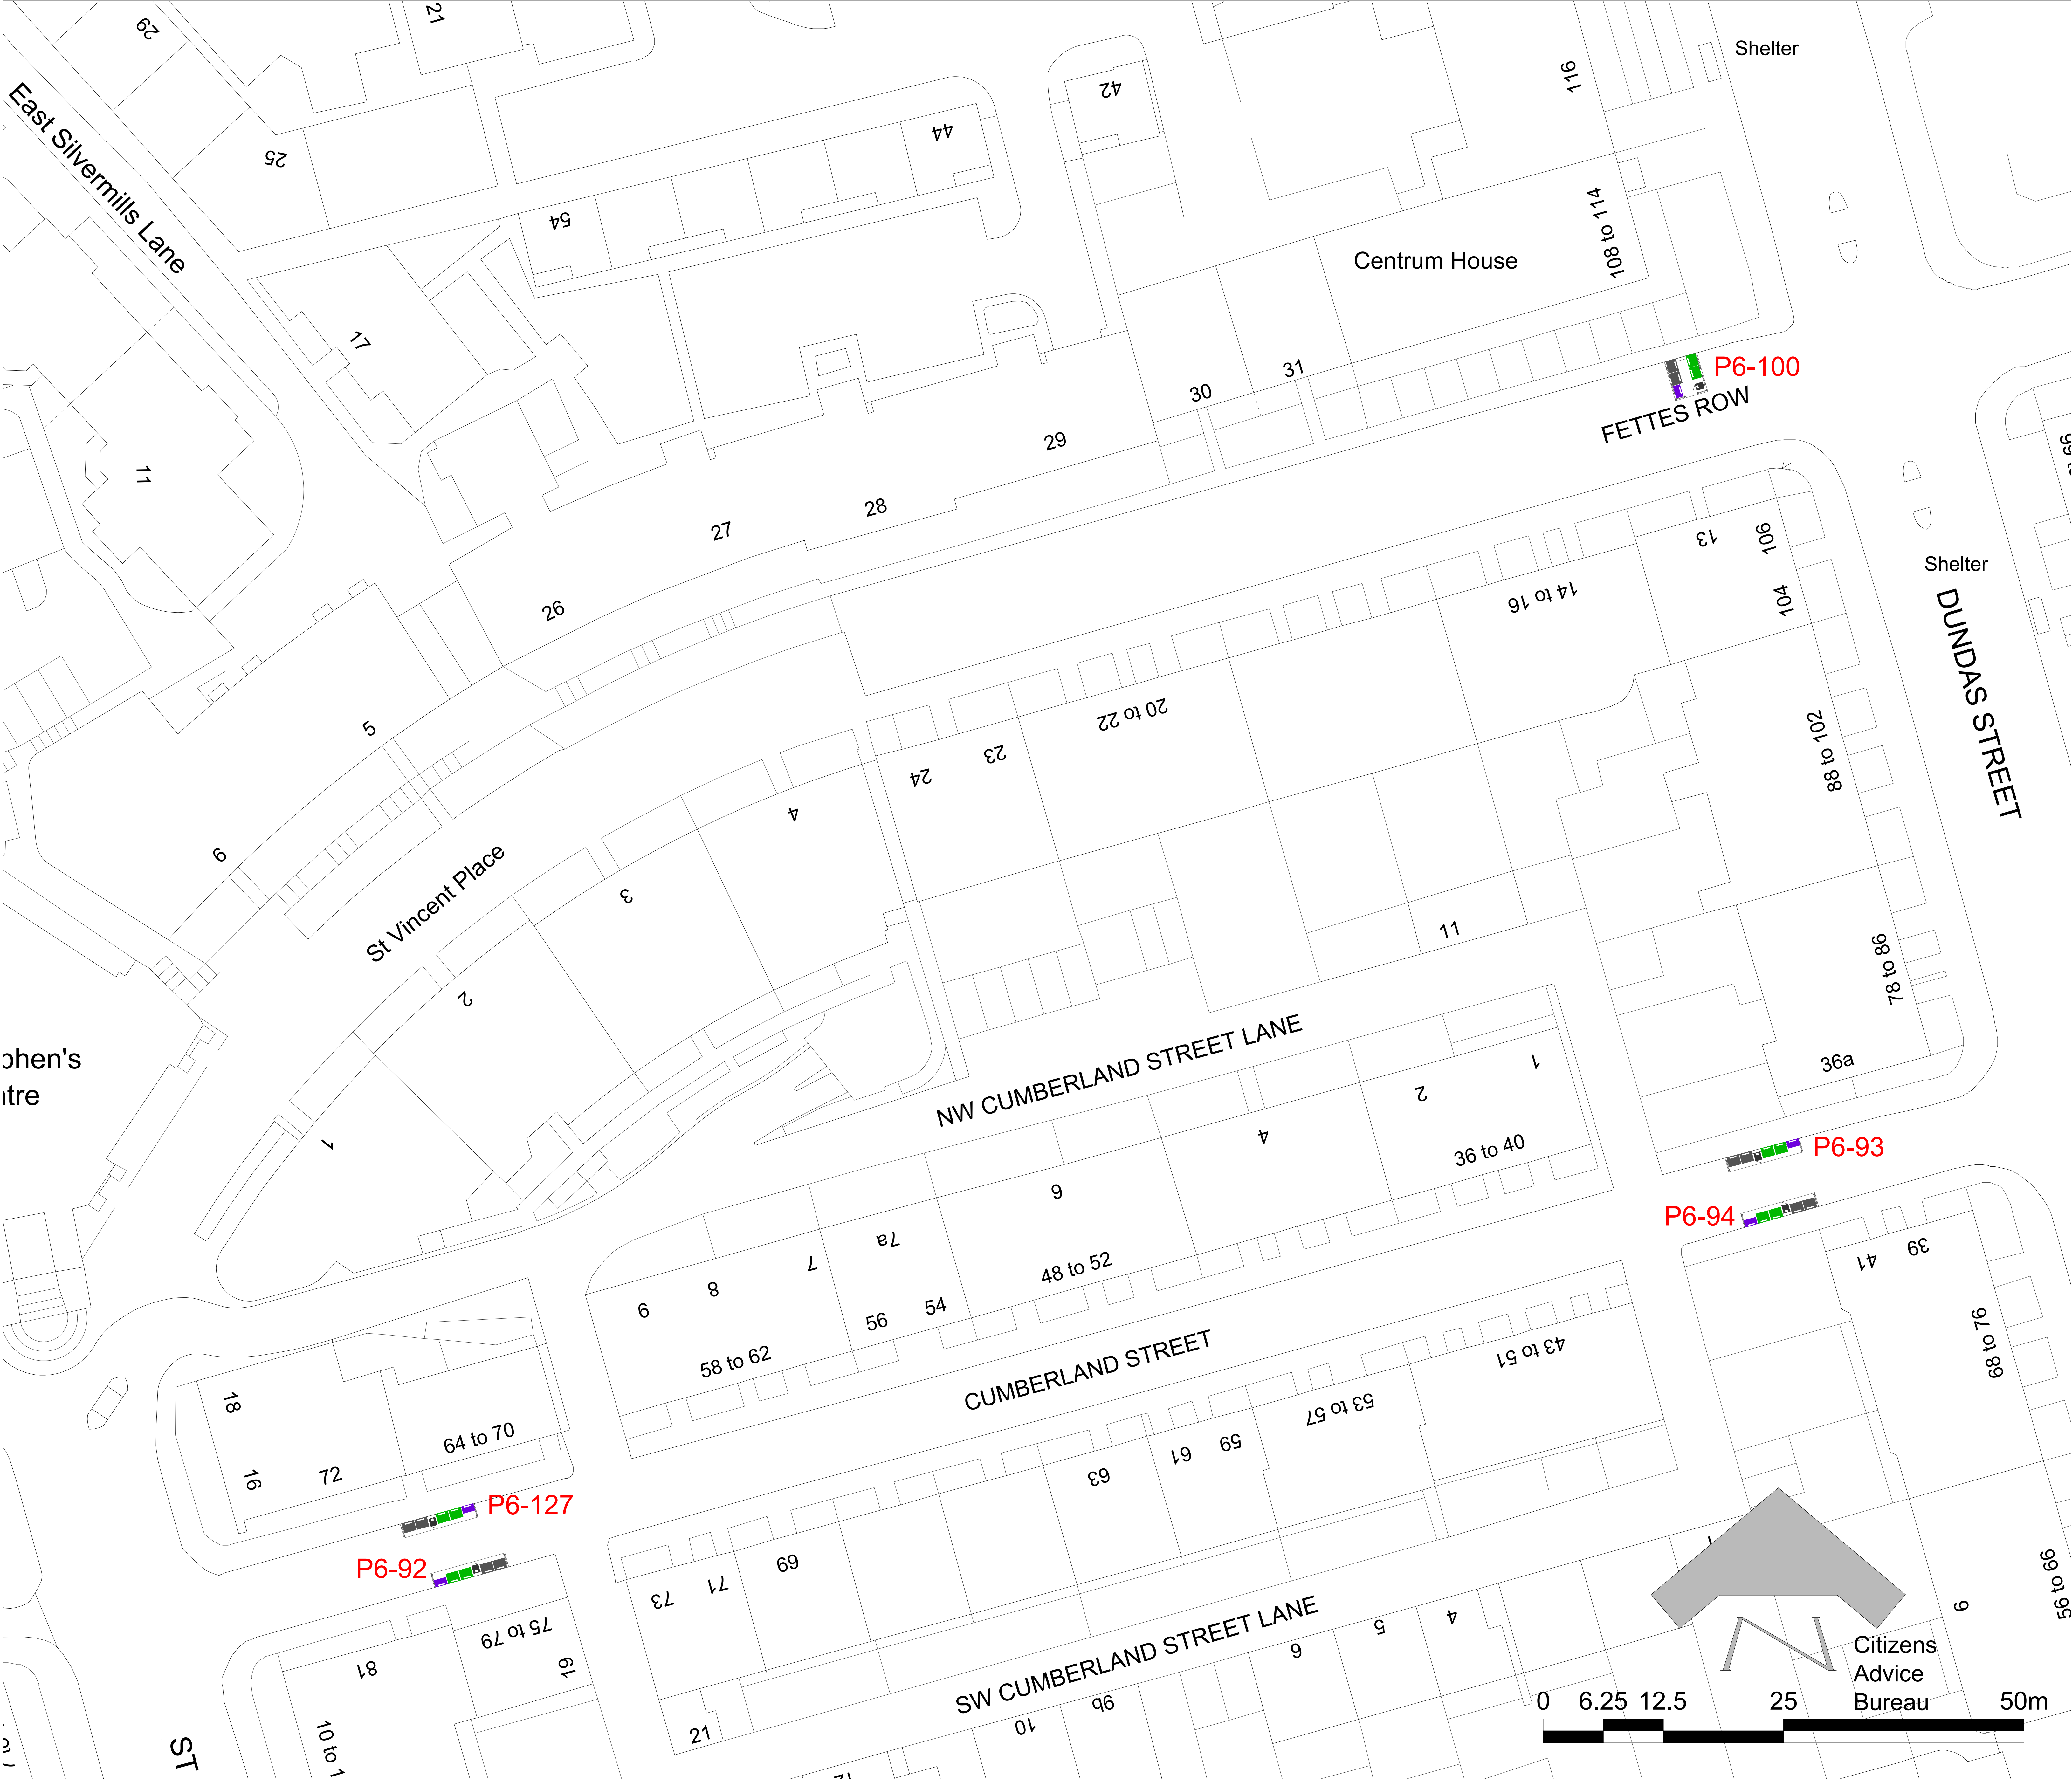 29
21
Shelter
East Silvermills Lane
25
42
44
116
54
108 to 114
Centrum House
17
P6-100
FETTES ROW
31
30
29
11
28
27
26
13
106
104
Shelter
DUNDAS STREET
14 to 16
20 to 22
23
24
88 to 102
5
6
4
3
St Vincent Place
2
1
11
78 to 86
36a
phen's
ntre
NW CUMBERLAND STREET LANE
1
2
4
36 to 40
6
7a
7
8
9
48 to 52
54
56
58 to 62
P6-93
P6-94
39
41
68 to 76
CUMBERLAND STREET
43 to 51
53 to 57
59
61
63
69
71
73
18
16
72
64 to 70
P6-127
P6-92
75 to 79
19
81
10 to 1
ST
21
SW CUMBERLAND STREET LANE
4
5
6
9b
10
9
56 to 66
Citizens
Advice
Bureau
0 6.25 12.5 25 50m